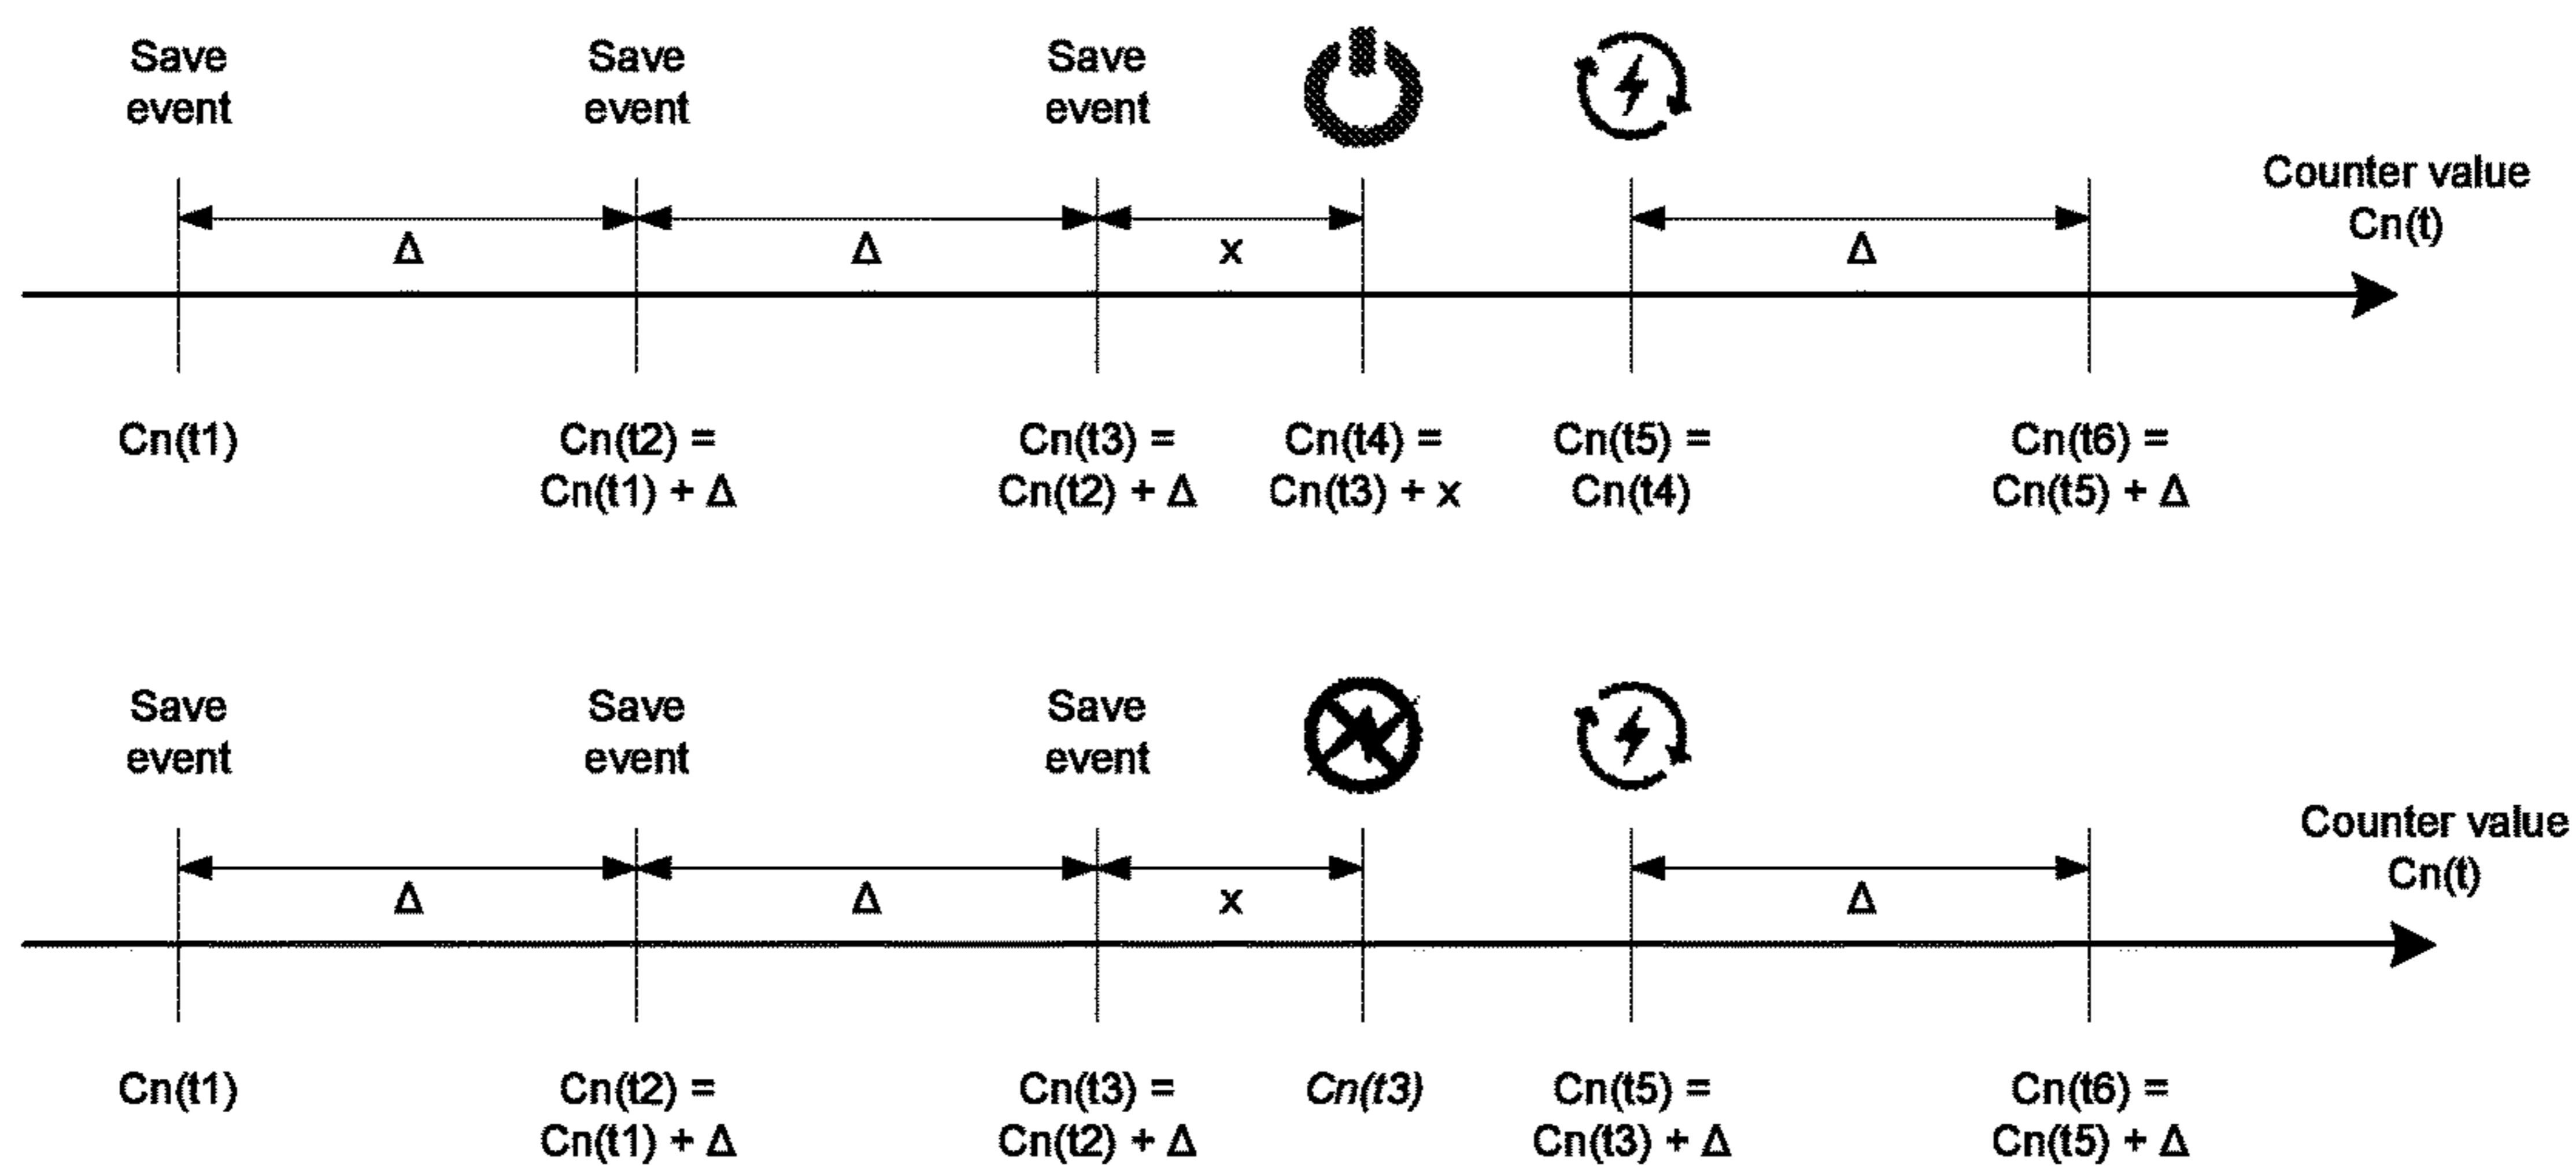 Save
event
Save
event
Save
event
Counter value
Cn(t)
Δ
Δ
x
Δ
Cn(t1)
Cn(t2) =
Cn(t1) + Δ
Cn(t3) =
Cn(t2) + Δ
Cn(t4) =
Cn(t3) + x
Cn(t5) =
Cn(t4)
Cn(t6) =
Cn(t5) + Δ
Save
event
Save
event
Save
event
Counter value
Cn(t)
Δ
Δ
x
Δ
Cn(t1)
Cn(t2) =
Cn(t1) + Δ
Cn(t3) =
Cn(t2) + Δ
Cn(t3)
Cn(t5) =
Cn(t3) + Δ
Cn(t6) =
Cn(t5) + Δ